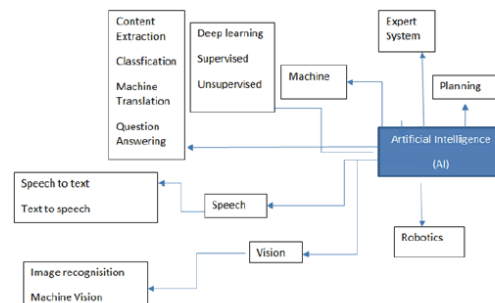 Content
Extraction
Classfication
Machine
Translation
Question
Answering
Deep learning
Supervised
Unsupervised
Machine
Expert
System
Planning
Artificial Intelligence
(AI)
Speech to text
Text to speech
Speech
Robotics
Vision
Image recognisition
Machine Vision